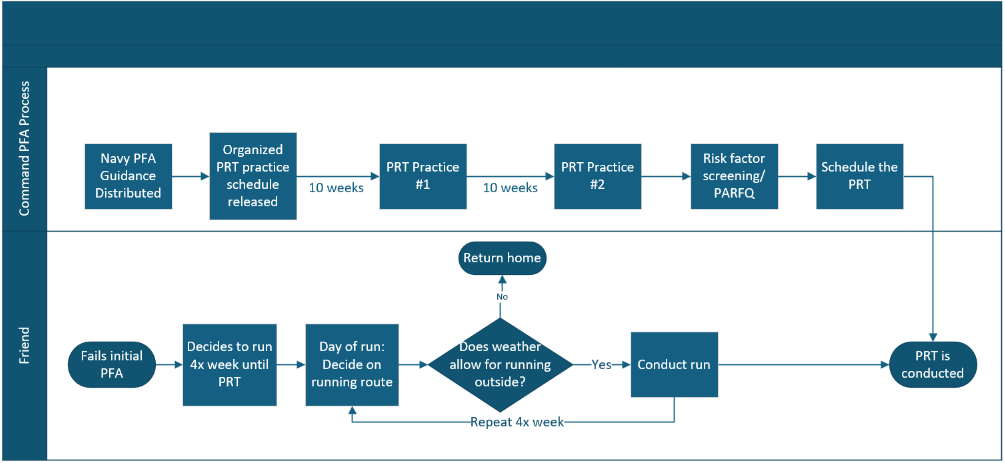 Command PFA Process
Navy PFA
Guidance
Distributed
Organized
PRT practice
schedule
released
10 weeks
PRT Practice
#1
10 weeks
PRT Practice
#2
Risk factor
screening/
PARFQ
Schedule the
PRT
Friend
Return home
No
Fails initial
PFA
Decides to run
4x week until
PRT
Day of run:
Decide on
running route
Does weather
allow for running
outside?
Yes
Conduct run
PRT is
conducted
Repeat 4x week